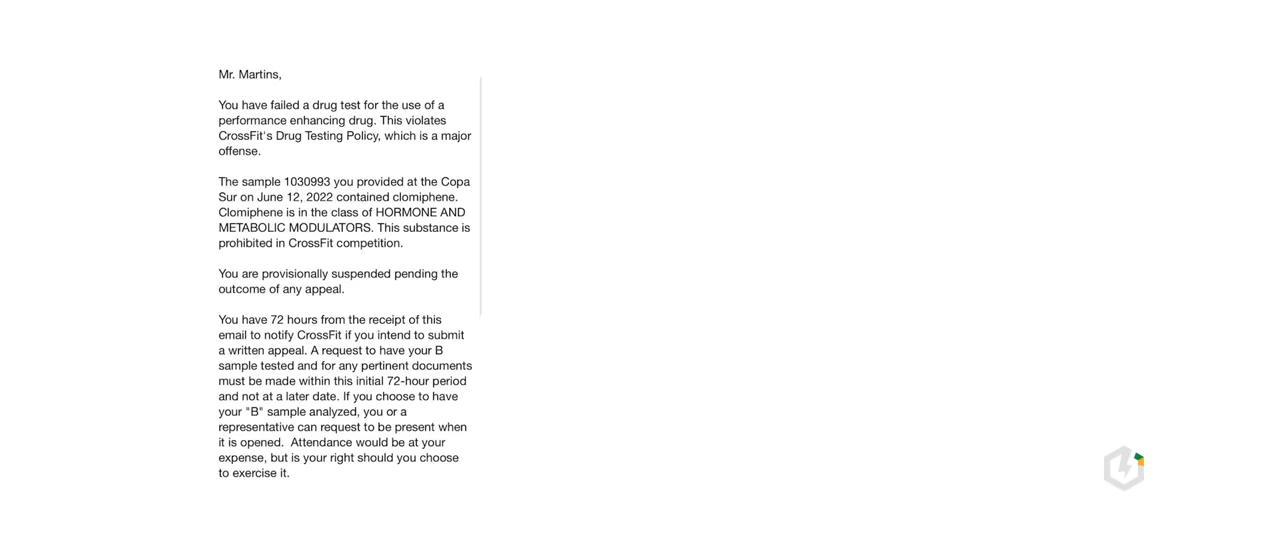 Mr. Martins,
You have failed a drug test for the use of a
performance enhancing drug. This violates
CrossFit's Drug Testing Policy, which is a major
offense.
The sample 1030993 you provided at the Copa
Sur on June 12, 2022 contained clomiphene.
Clomiphene is in the class of HORMONE AND
METABOLIC MODULATORS. This substance is
prohibited in CrossFit competition.
You are provisionally suspended pending the
outcome of any appeal.
You have 72 hours from the receipt of this
email to notify CrossFit if you intend to submit
a written appeal. A request to have your B
sample tested and for any pertinent documents
must be made within this initial 72-hour period
and not at a later date. If you choose to have
your "B" sample analyzed, you or a
representative can request to be present when
it is opened.  Attendance would be at your
expense, but is your right should you choose
to exercise it.